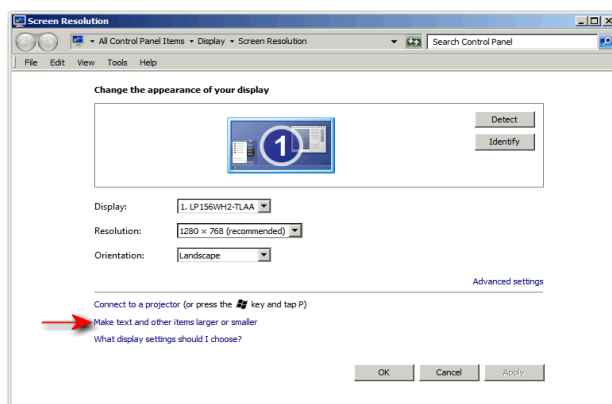 Screen Resolution
All Control Panel Items Display Screen Resolution Search Control Panel
File Edit View Tools Help
Change the appearance of your display
1
Detect
Identify
Display: 1. LP156WH2-TLAA
Resolution: 1280 × 768 (recommended)
Orientation: Landscape
Advanced settings
Connect to a projector (or press the key and tap P)
Make text and other items larger or smaller
What display settings should I choose?
OK Cancel Apply